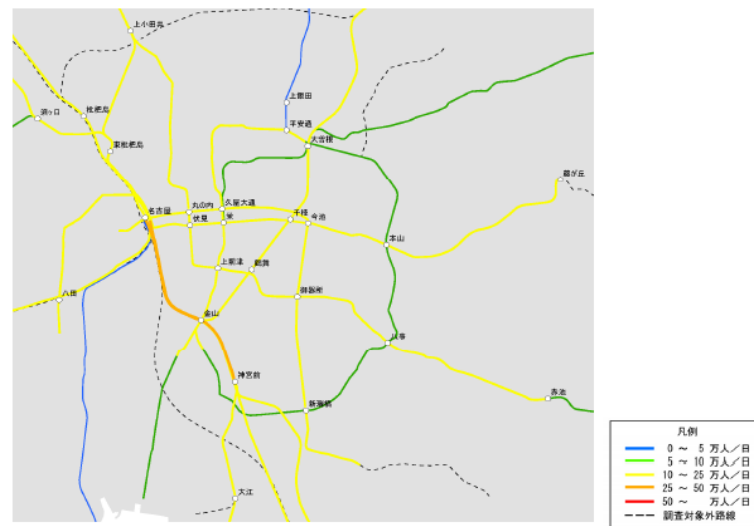 上小田井
上飯田
須ヶ口
枇杷島
平安通
大曽根
東枇杷島
藤が丘
名古屋
丸の内
久屋大通
伏見
栄
千種
今池
本山
上前津
鶴舞
八田
御器所
金山
八事
神宮前
新瑞橋
赤池
大江
凡例
0 ～ 5 万人／日
5 ～ 10 万人／日
10 ～ 25 万人／日
25 ～ 50 万人／日
50 ～ 万人／日
調査対象外路線